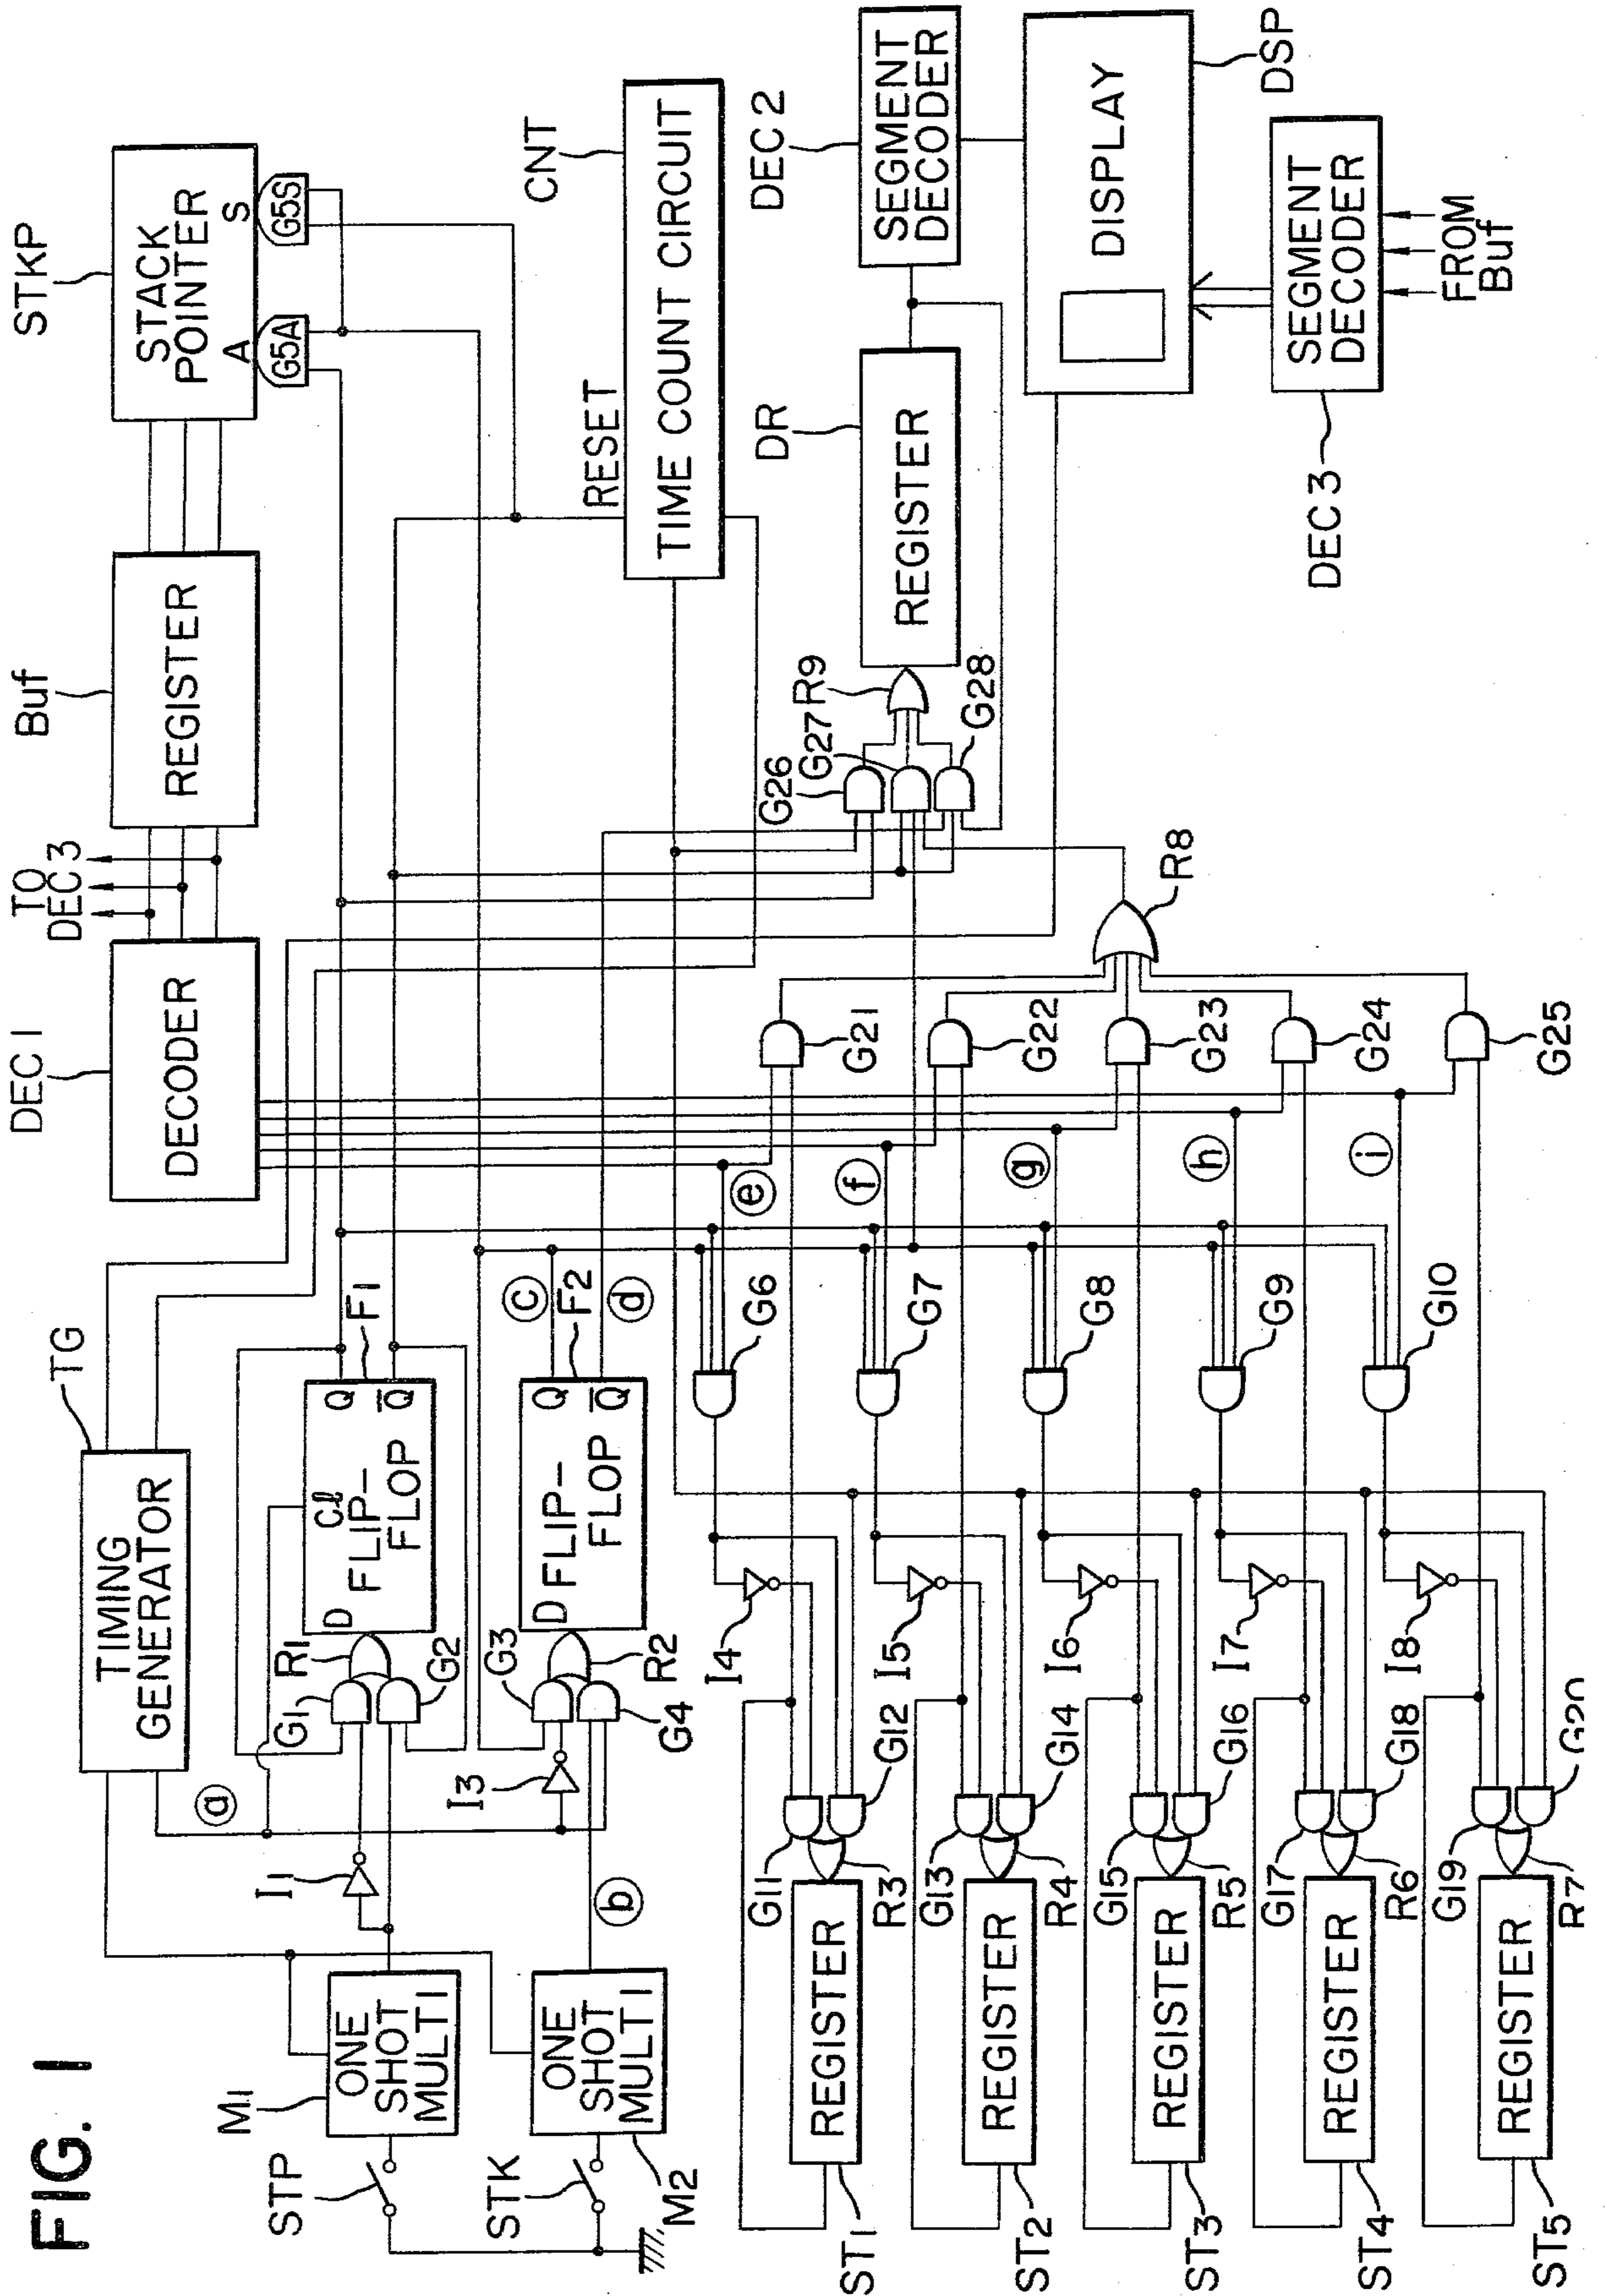 FIG. 1
STP
M1
ONE
SHOT
MULTI
STK
M2
ONE
SHOT
MULTI
I1
a
b
TG
TIMING
GENERATOR
G1
R1
G2
D
Cl
FLIP-
FLOP
Q
Q̅
F1
I3
G3
R2
G4
D
FLIP-
FLOP
Q
Q̅
c
F2
d
DEC 1
DECODER
TO
DEC 3
Buf
REGISTER
STKP
STACK
POINTER
A
S
G5A
G5S
CNT
RESET
TIME COUNT CIRCUIT
e
f
g
h
i
G6
G7
G8
G9
G10
I4
I5
I6
I7
I8
G11
G12
R3
REGISTER
ST1
G13
G14
R4
REGISTER
ST2
G15
G16
R5
REGISTER
ST3
G17
G18
R6
REGISTER
ST4
G19
G20
R7
REGISTER
ST5
G21
G22
G23
G24
G25
R8
G26
G27
R9
G28
DR
REGISTER
DEC 2
SEGMENT
DECODER
DISPLAY
DSP
DEC 3
SEGMENT
DECODER
FROM
Buf